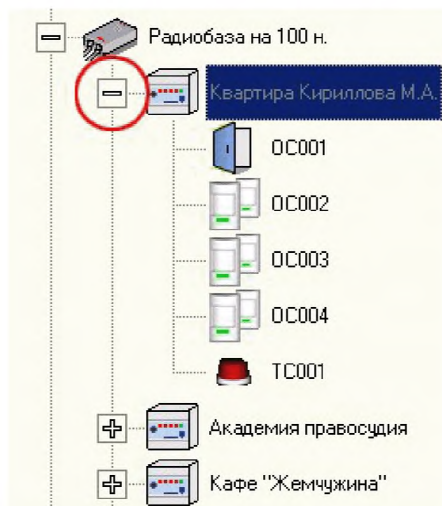 Радиобаза на 100 н.
Квартира Кириллова М.А.
ОС001
ОС002
ОС003
ОС004
ТС001
Академия правосудия
Кафе "Жемчужина"